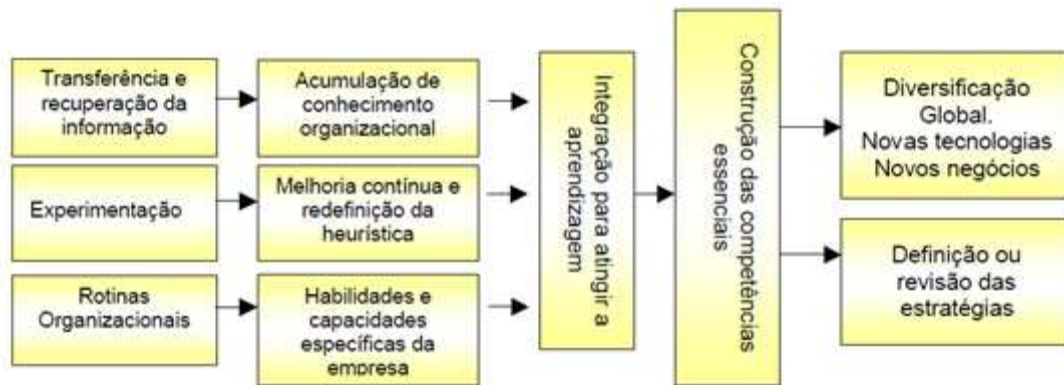 Transferência e
recuperação da
informação
Acumulação de
conhecimento
organizacional
Experimentação
Melhoria contínua e
redefinição da
heurística
Rotinas
Organizacionais
Habilidades e
capacidades
específicas da
empresa
Integração para atingir a
aprendizagem
Construção das competências
essenciais
Diversificação
Global.
Novas tecnologias
Novos negócios
Definição ou
revisão das
estratégias